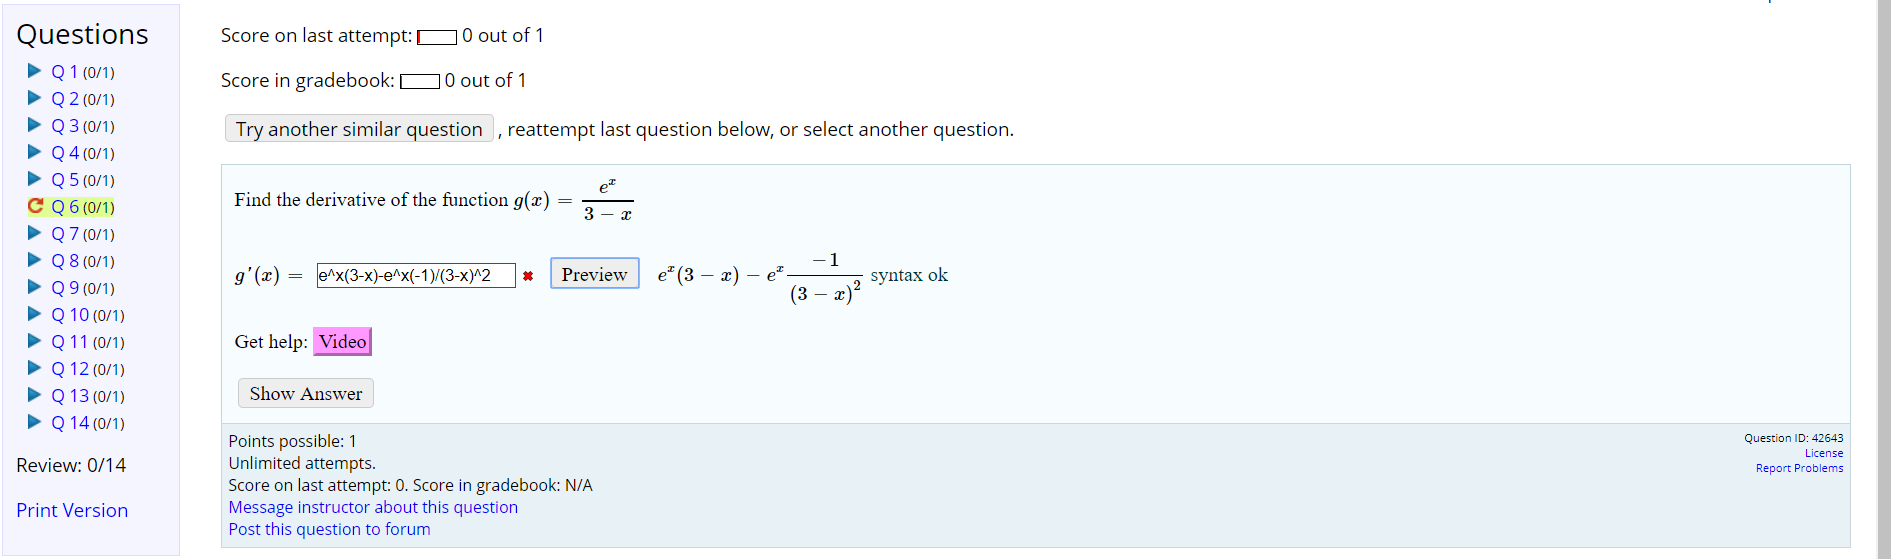 Questions
Q 1 (0/1)
Q 2 (0/1)
Q 3 (0/1)
Q 4 (0/1)
Q 5 (0/1)
Q 6 (0/1)
Q 7 (0/1)
Q 8 (0/1)
Q 9 (0/1)
Q 10 (0/1)
Q 11 (0/1)
Q 12 (0/1)
Q 13 (0/1)
Q 14 (0/1)
Review: 0/14
Print Version
Score on last attempt: 0 out of 1
Score in gradebook: 0 out of 1
Try another similar question , reattempt last question below, or select another question.
Find the derivative of the function g(x) = e^x / (3 − x)
g'(x) = e^x(3-x)-e^x(-1)/(3-x)^2 Preview e^x(3 − x) − e^x (−1)/(3 − x)^2 syntax ok
Get help: Video
Show Answer
Points possible: 1
Unlimited attempts.
Score on last attempt: 0. Score in gradebook: N/A
Message instructor about this question
Post this question to forum
Question ID: 42643
License
Report Problems